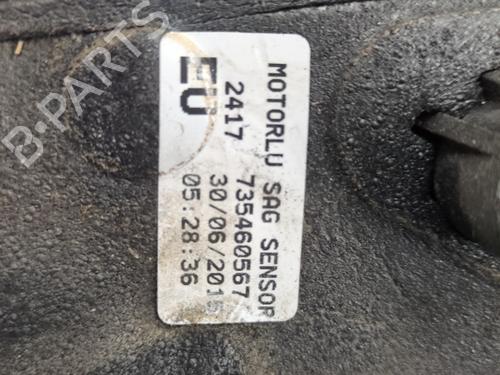 MOTORLU SAG SENSOR
2417 735460567
EU 30/06/2015
05:28:36
B-PARTS